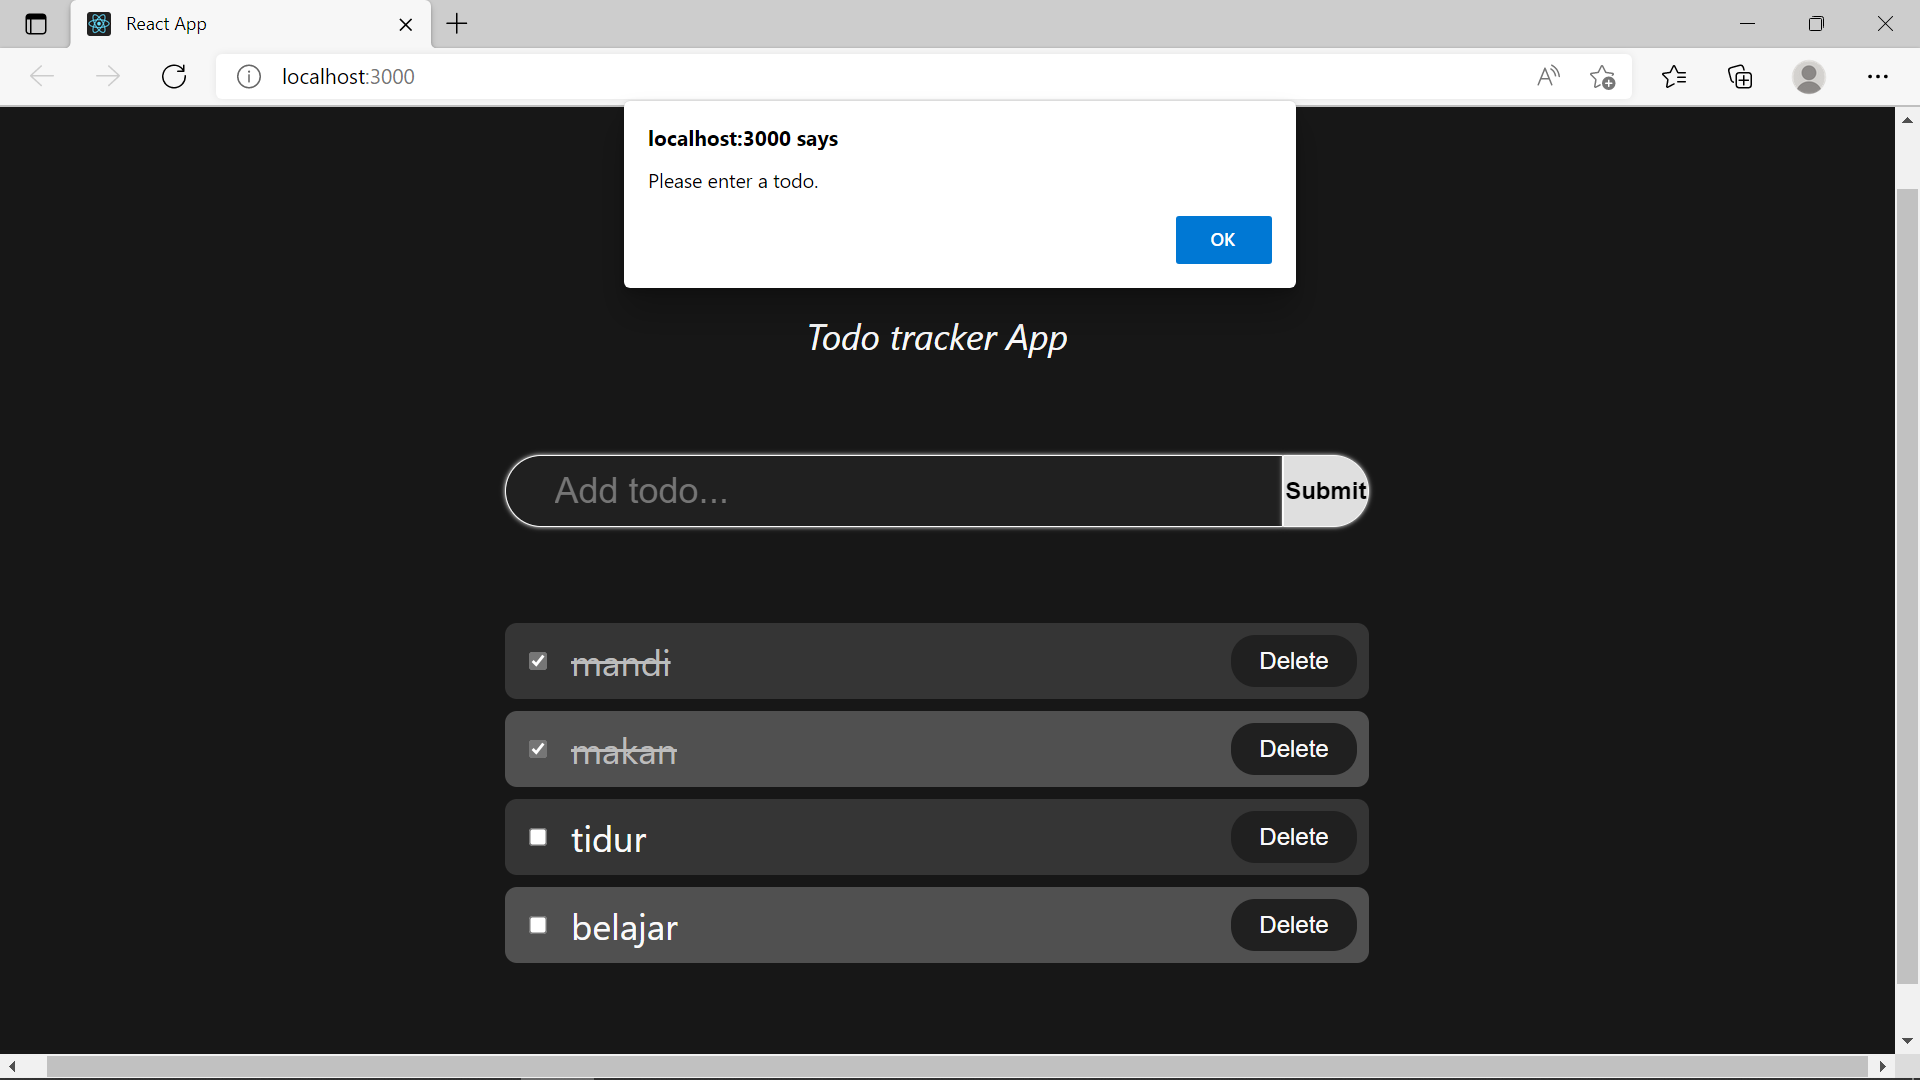 React App
localhost:3000
localhost:3000 says
Please enter a todo.
OK
Todo tracker App
Add todo...
Submit
mandi
Delete
makan
Delete
tidur
Delete
belajar
Delete